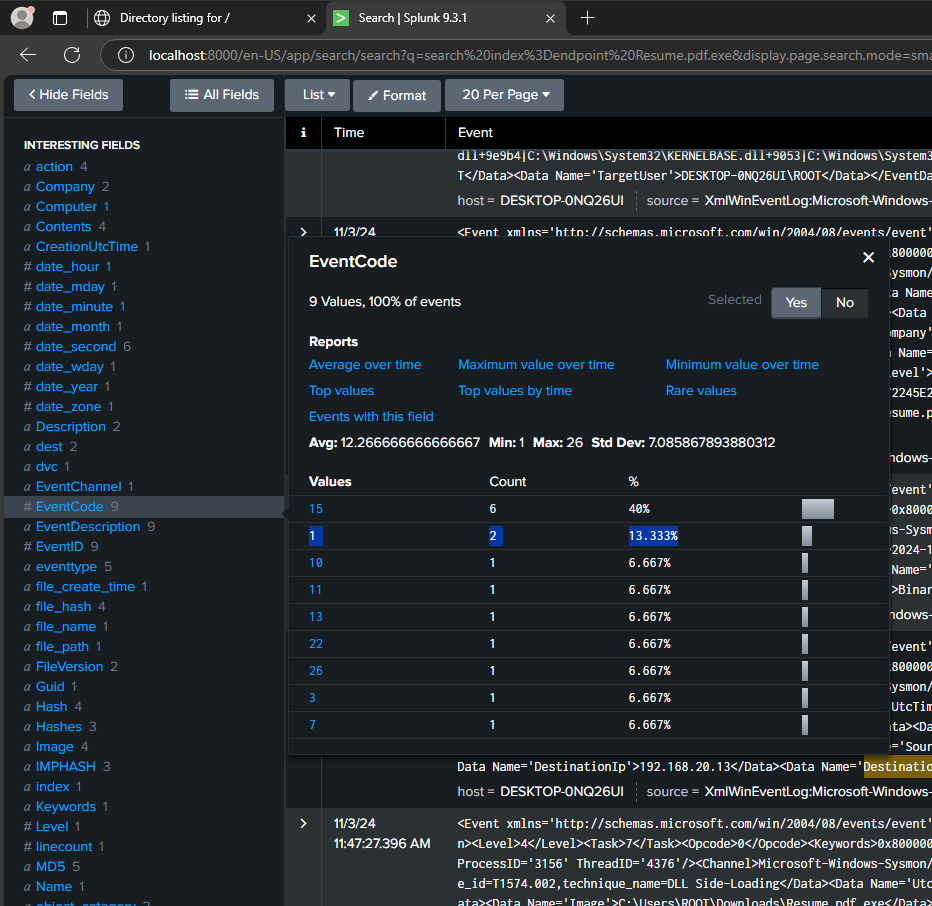 Directory listing for /
Search | Splunk 9.3.1
localhost:8000/en-US/app/search/search?q=search%20index%3Dendpoint%20Resume.pdf.exe&display.page.search.mode=sma
Hide Fields
All Fields
List
Format
20 Per Page
INTERESTING FIELDS
a action 4
a Company 2
a Computer 1
a Contents 4
a CreationUtcTime 1
# date_hour 1
# date_mday 1
# date_minute 1
a date_month 1
# date_second 6
a date_wday 1
# date_year 1
# date_zone 1
a Description 2
a dest 2
a dvc 1
a EventChannel 1
# EventCode 9
a EventDescription 9
# EventID 9
a eventtype 5
a file_create_time 1
a file_hash 4
a file_name 1
a file_path 1
a FileVersion 2
a Guid 1
a Hash 4
a Hashes 3
a Image 4
a IMPHASH 3
a index 1
a Keywords 1
# Level 1
# linecount 1
a MD5 5
a Name 1
a object_category 2
i Time Event
dll+9e9b4|C:\Windows\System32\KERNELBASE.dll+9053|C:\Windows\System3
T</Data><Data Name='TargetUser'>DESKTOP-0NQ26UI\ROOT</Data></EventDa
host = DESKTOP-0NQ26UI source = XmlWinEventLog:Microsoft-Windows-
11/3/24 <Event xmlns='http://schemas.microsoft.com/win/2004/08/events/event'
EventCode
9 Values, 100% of events
Selected Yes No
Reports
Average over time Maximum value over time Minimum value over time
Top values Top values by time Rare values
Events with this field
Avg: 12.266666666666667 Min: 1 Max: 26 Std Dev: 7.085867893880312
Values Count %
15 6 40%
1 2 13.333%
10 1 6.667%
11 1 6.667%
13 1 6.667%
22 1 6.667%
26 1 6.667%
3 1 6.667%
7 1 6.667%
Data Name='DestinationIp'>192.168.20.13</Data><Data Name='Destinatio
host = DESKTOP-0NQ26UI source = XmlWinEventLog:Microsoft-Windows-
11/3/24 <Event xmlns='http://schemas.microsoft.com/win/2004/08/events/event'
11:47:27.396 AM n><Level>4</Level><Task>7</Task><Opcode>0</Opcode><Keywords>0x800000
ProcessID='3156' ThreadID='4376'/><Channel>Microsoft-Windows-Sysmon/
e_id=T1574.002,technique_name=DLL Side-Loading</Data><Data Name='Utc
ata><Data Name='Image'>C:\Users\ROOT\Downloads\Resume.pdf.exe</Data>